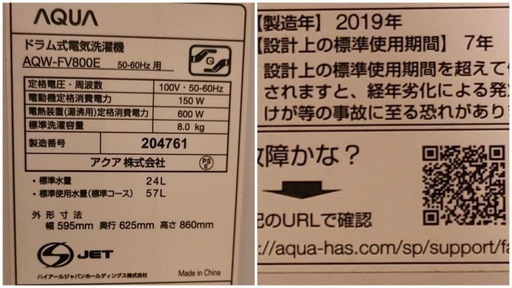 AQUA
ドラム式電気洗濯機
AQW-FV800E 50-60Hz 用
定格電圧・周波数 100V・50-60Hz
電動機定格消費電力 150 W
電熱装置(湯沸用)定格消費電力 600 W
標準洗濯容量 8.0 kg
製造番号 204761
アクア 株式会社
・標準水量 24L
・標準使用水量(標準コース) 57L
外形寸法
幅 595mm 奥行 625mm 高さ 860mm
S JET
ハイアールジャパンホールディングス株式会社 Made in China
【製造年】2019年
【設計上の標準使用期間】7年
設計上の標準使用期間を超えて
されますと、経年劣化による発
けが等の事故に至る恐れがあり
障かな?
のURLで確認
://aqua-has.com/sp/support/fa